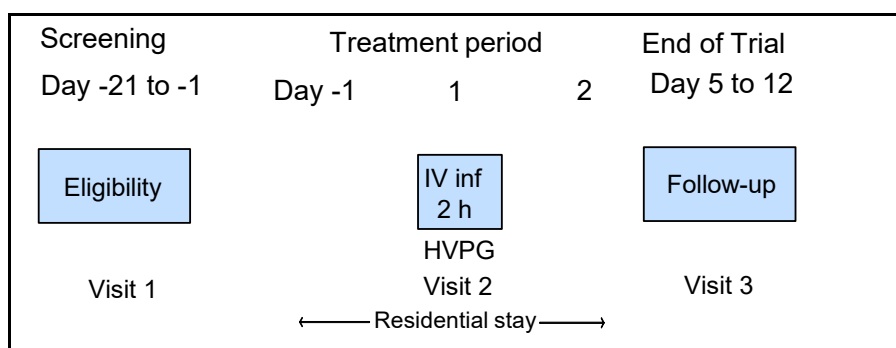 Screening
Treatment period
End of Trial
Day -21 to -1
Day -1
1
2
Day 5 to 12
Eligibility
IV inf
2 h
Follow-up
HVPG
Visit 1
Visit 2
Visit 3
Residential stay